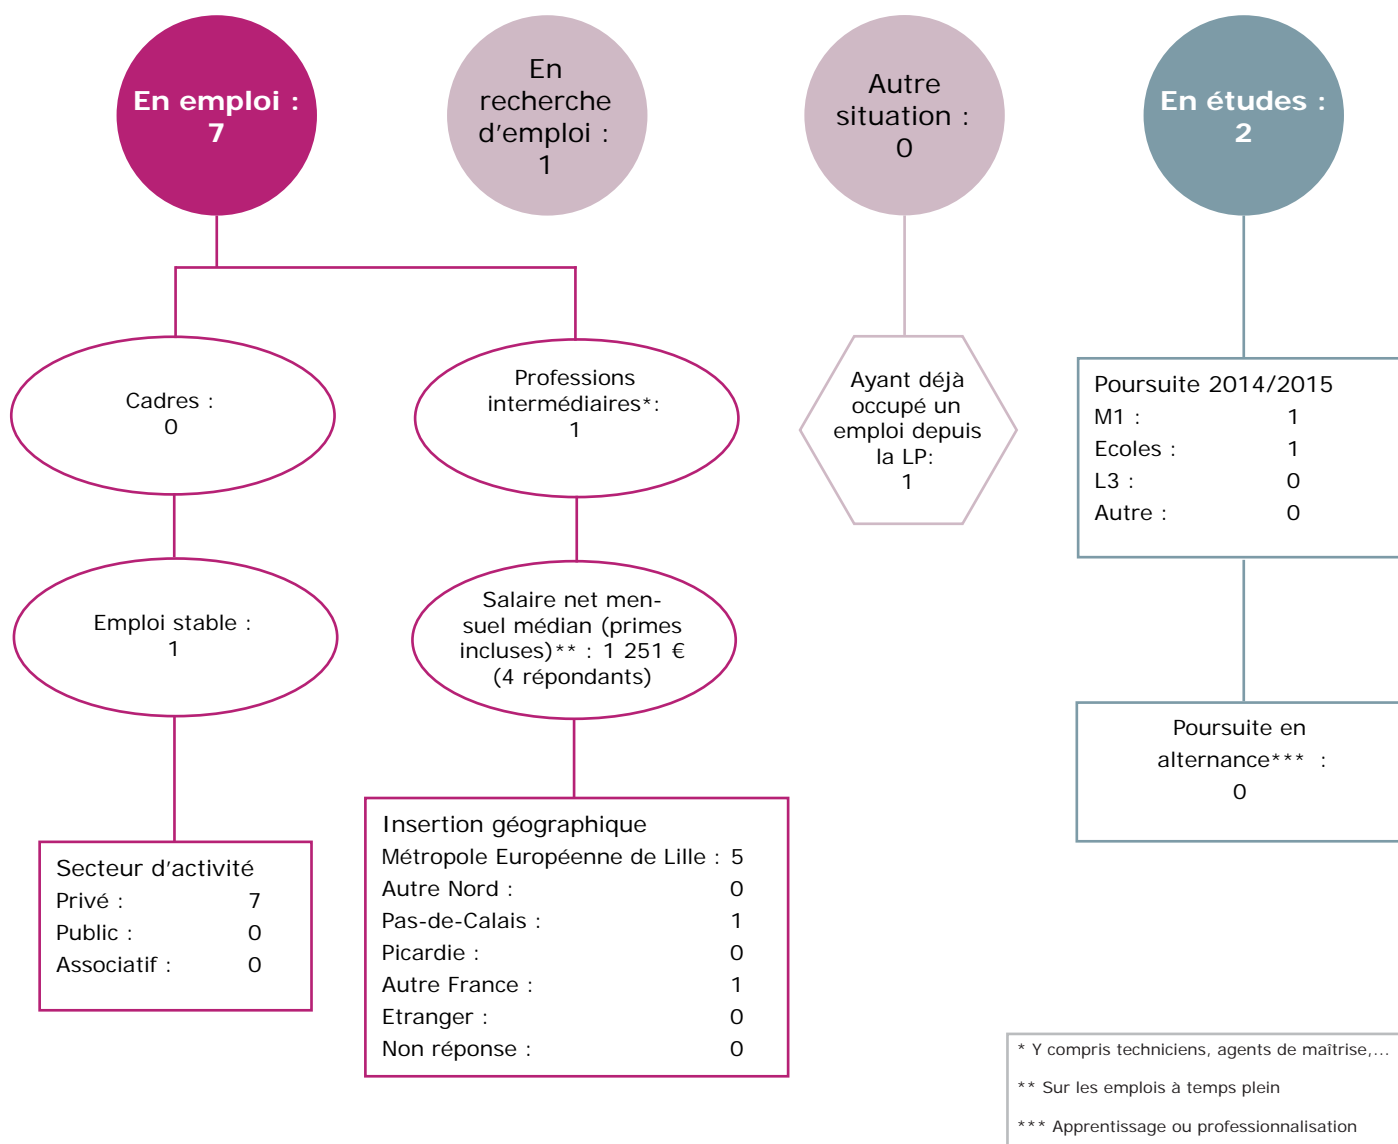 En emploi :
7
En
recherche
d'emploi :
1
Autre
situation :
0
En études :
2
Cadres :
0
Professions
intermédiaires*:
1
Ayant déjà
occupé un
emploi depuis
la LP:
1
Poursuite 2014/2015
M1 : 1
Ecoles : 1
L3 : 0
Autre : 0
Emploi stable :
1
Salaire net men-
suel médian (primes
incluses)** : 1 251 €
(4 répondants)
Poursuite en
alternance*** :
0
Secteur d'activité
Privé : 7
Public : 0
Associatif : 0
Insertion géographique
Métropole Européenne de Lille : 5
Autre Nord : 0
Pas-de-Calais : 1
Picardie : 0
Autre France : 1
Etranger : 0
Non réponse : 0
* Y compris techniciens, agents de maîtrise,...
** Sur les emplois à temps plein
*** Apprentissage ou professionnalisation